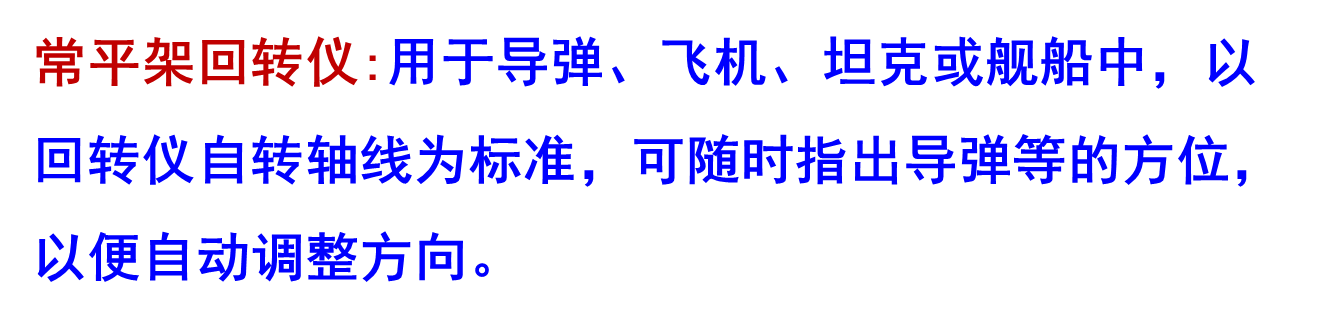 常平架回转仪:用于导弹、飞机、坦克或舰船中，以
回转仪自转轴线为标准，可随时指出导弹等的方位，
以便自动调整方向。